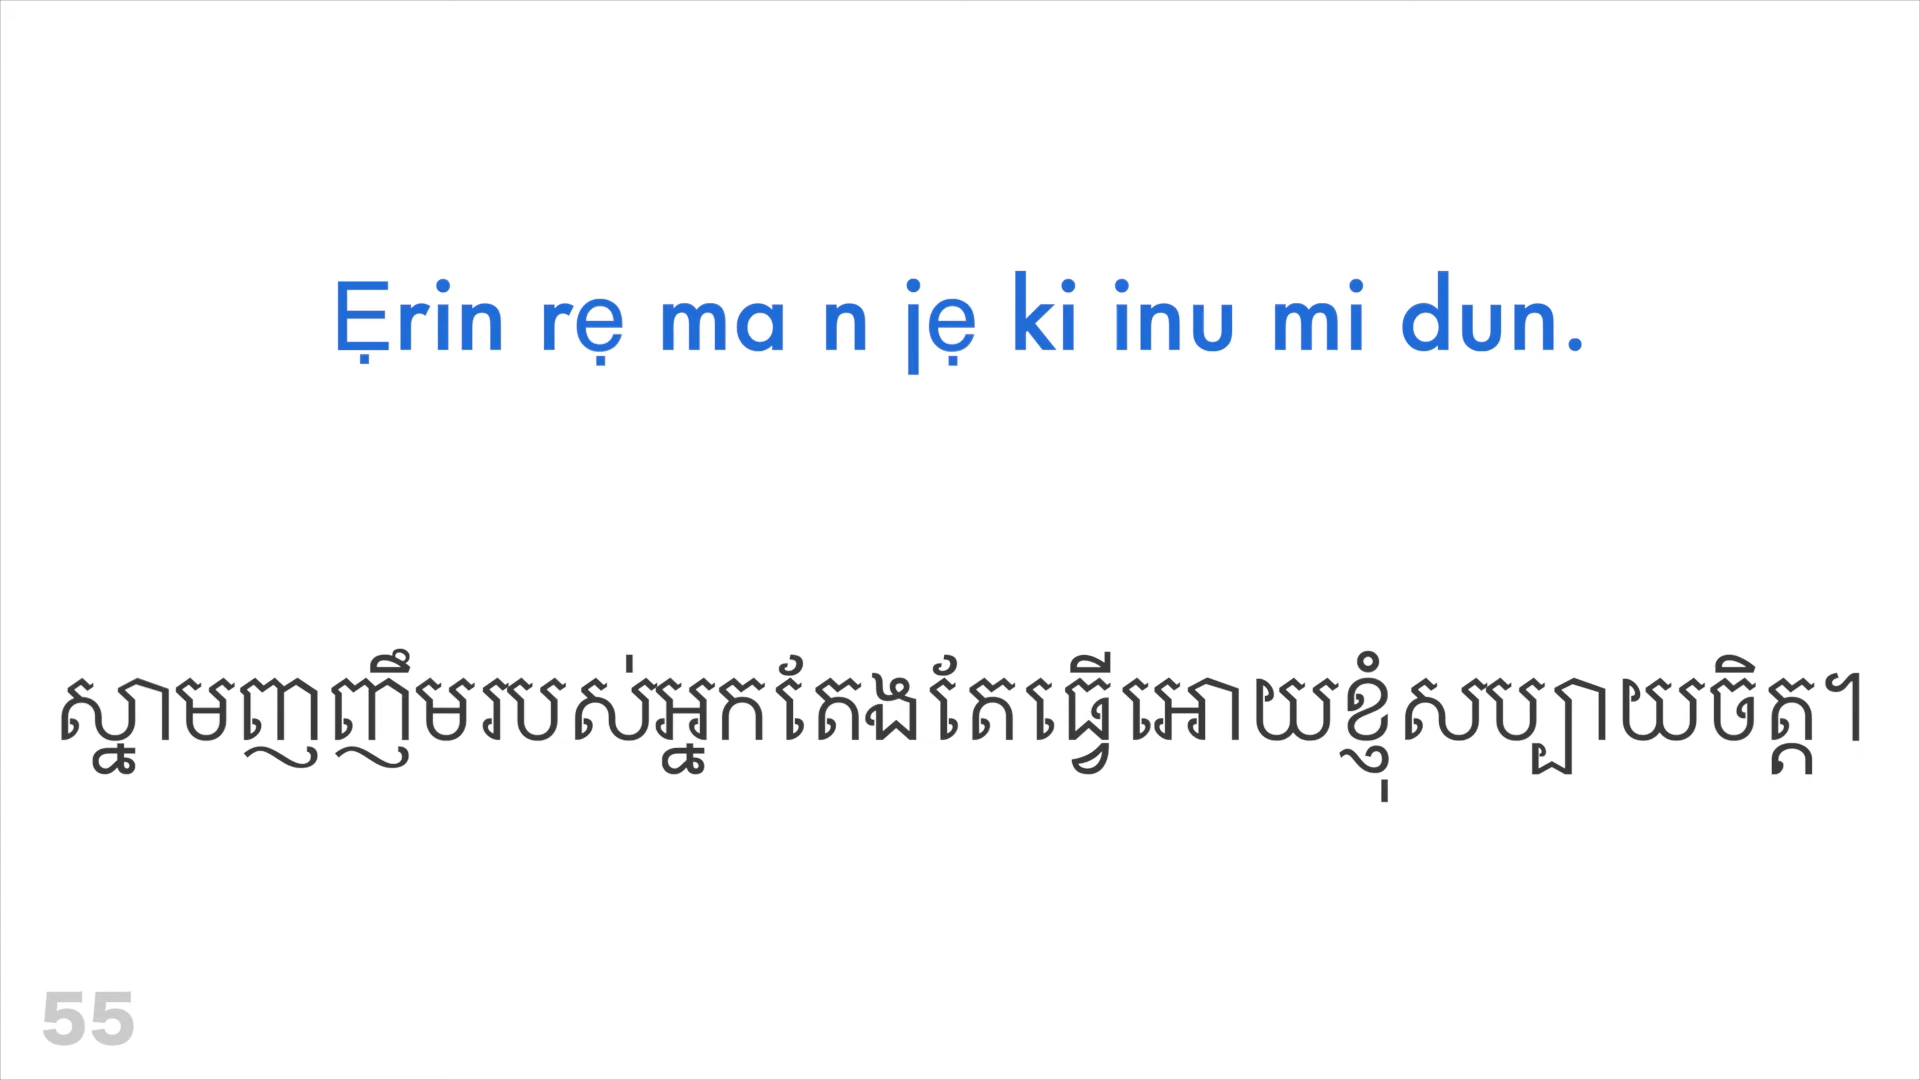 Ẹrin rẹ ma n jẹ ki inu mi dun.
ស្នាមញញឹមរបស់អ្នកតែងតែធ្វើអោយខ្ញុំសប្បាយចិត្ត។
55